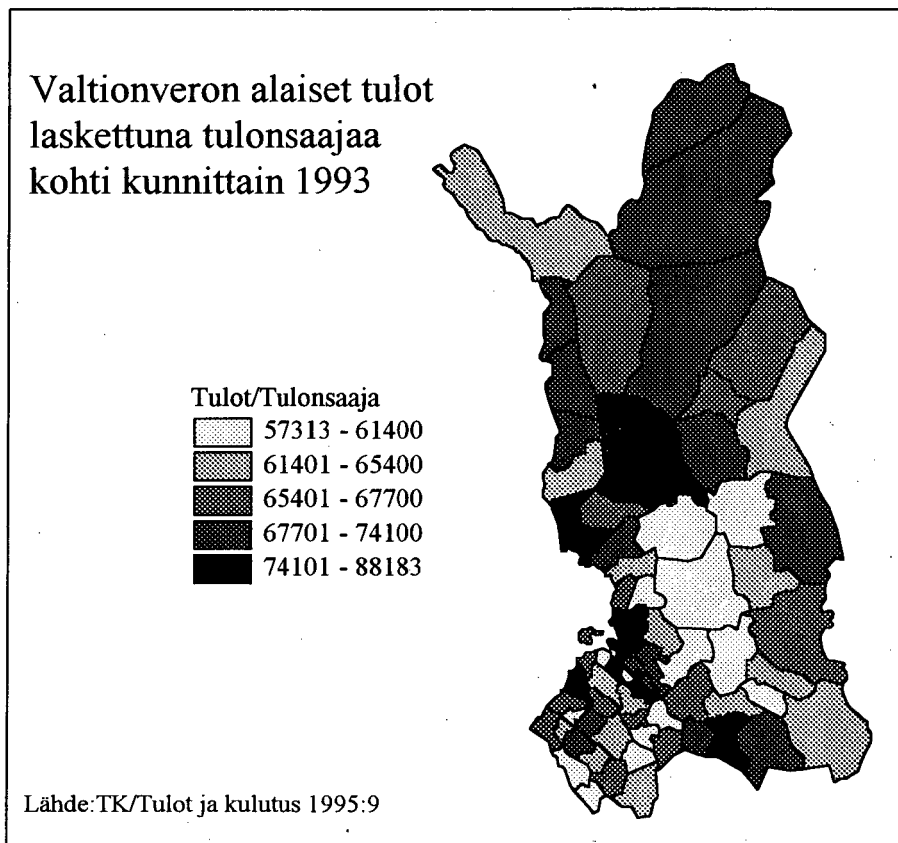 Valtionveron alaiset tulot
laskettuna tulonsaajaa
kohti kunnittain 1993
Tulot/Tulonsaaja
57313 - 61400
61401 - 65400
65401 - 67700
67701 - 74100
74101 - 88183
Lähde:TK/Tulot ja kulutus 1995:9